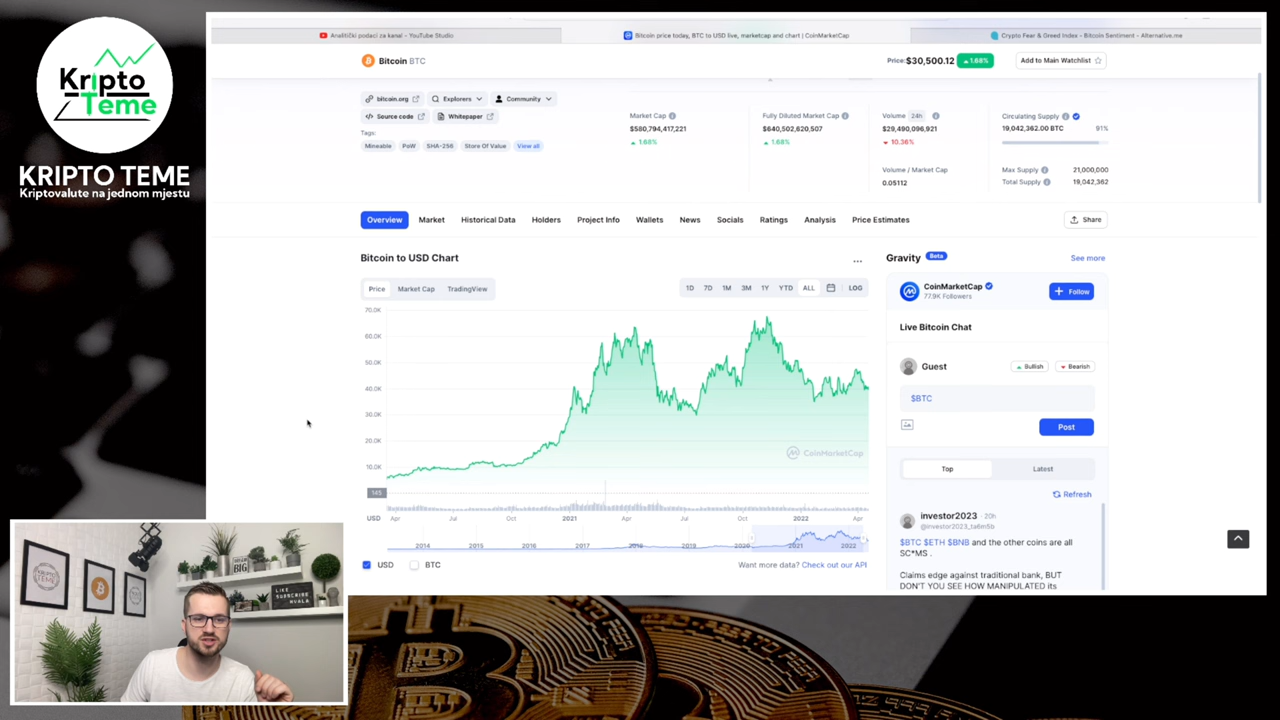 Kripto
Teme
KRIPTO TEME
Kriptovalute na jednom mjestu
Analitički podaci za kanal - YouTube Studio
Bitcoin price today, BTC to USD live, marketcap and chart | CoinMarketCap
Crypto Fear & Greed Index - Bitcoin Sentiment - Alternative.me
Bitcoin BTC
Price: $30,500.12 1.68%
Add to Main Watchlist
bitcoin.org Explorers Community
Source code Whitepaper
Tags:
Mineable PoW SHA-256 Store Of Value View all
Market Cap
$580,794,417,221
1.68%
Fully Diluted Market Cap
$640,502,620,507
1.68%
Volume 24h
$29,490,096,921
10.36%
Volume / Market Cap
0.05112
Circulating Supply
19,042,362.00 BTC 91%
Max Supply 21,000,000
Total Supply 19,042,362
Overview Market Historical Data Holders Project Info Wallets News Socials Ratings Analysis Price Estimates
Share
Bitcoin to USD Chart
Price Market Cap TradingView
1D 7D 1M 3M 1Y YTD ALL LOG
70.0K
60.0K
50.0K
40.0K
30.0K
20.0K
10.0K
145
CoinMarketCap
USD Apr Jul Oct 2021 Apr Jul Oct 2022 Apr
2014 2015 2016 2017 2018 2019 2020 2021 2022
USD BTC
Want more data? Check out our API
Gravity Beta
See more
CoinMarketCap
77.9K Followers
Follow
Live Bitcoin Chat
Guest
Bullish Bearish
$BTC
Post
Top Latest
Refresh
investor2023 · 20h
@investor2023_ta6m5b
$BTC $ETH $BNB and the other coins are all
SC*MS .
Claims edge against traditional bank, BUT
DON'T YOU SEE HOW MANIPULATED its
BIG
LIKE
SUBSCRIBE
HVALA